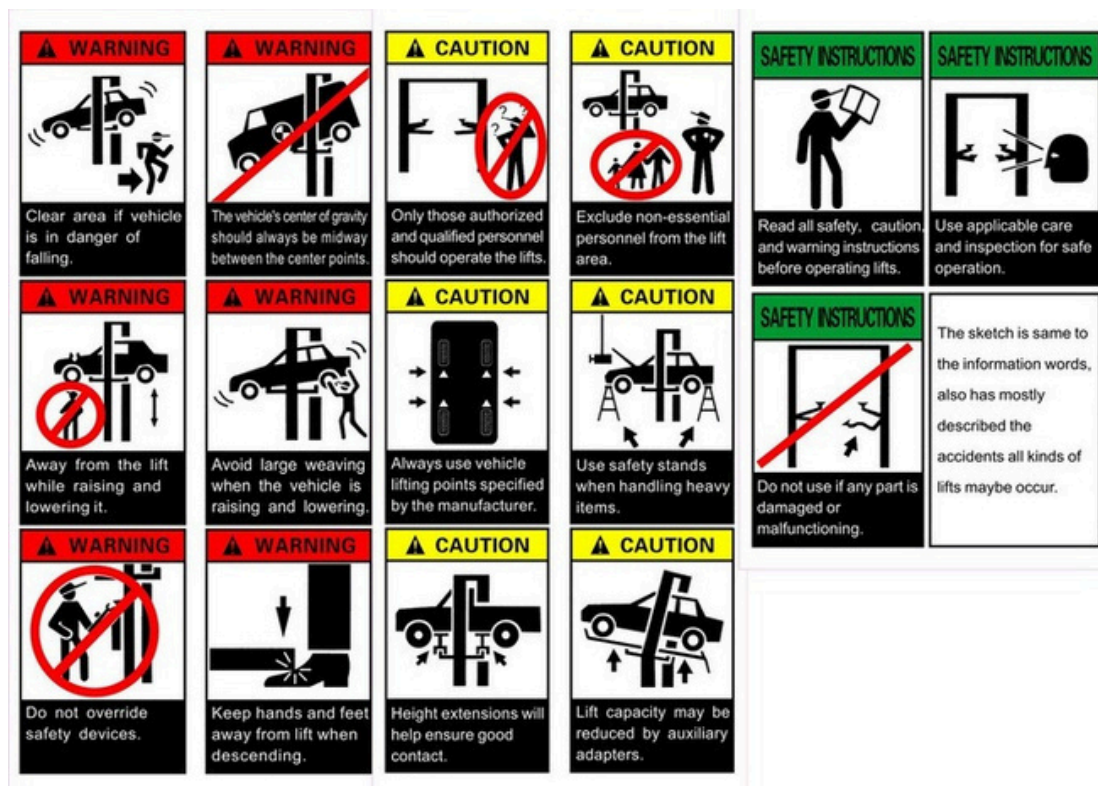 WARNING
Clear area if vehicle
is in danger of
falling.
WARNING
The vehicle's center of gravity
should always be midway
between the center points.
CAUTION
Only those authorized
and qualified personnel
should operate the lifts.
CAUTION
Exclude non-essential
personnel from the lift
area.
SAFETY INSTRUCTIONS
Read all safety, caution,
and warning instructions
before operating lifts.
SAFETY INSTRUCTIONS
Use applicable care
and inspection for safe
operation.
WARNING
Away from the lift
while raising and
lowering it.
WARNING
Avoid large weaving
when the vehicle is
raising and lowering.
CAUTION
Always use vehicle
lifting points specified
by the manufacturer.
CAUTION
Use safety stands
when handling heavy
items.
SAFETY INSTRUCTIONS
Do not use if any part is
damaged or
malfunctioning.
The sketch is same to
the information words,
also has mostly
described the
accidents all kinds of
lifts maybe occur.
WARNING
Do not override
safety devices.
WARNING
Keep hands and feet
away from lift when
descending.
CAUTION
Height extensions will
help ensure good
contact.
CAUTION
Lift capacity may be
reduced by auxiliary
adapters.